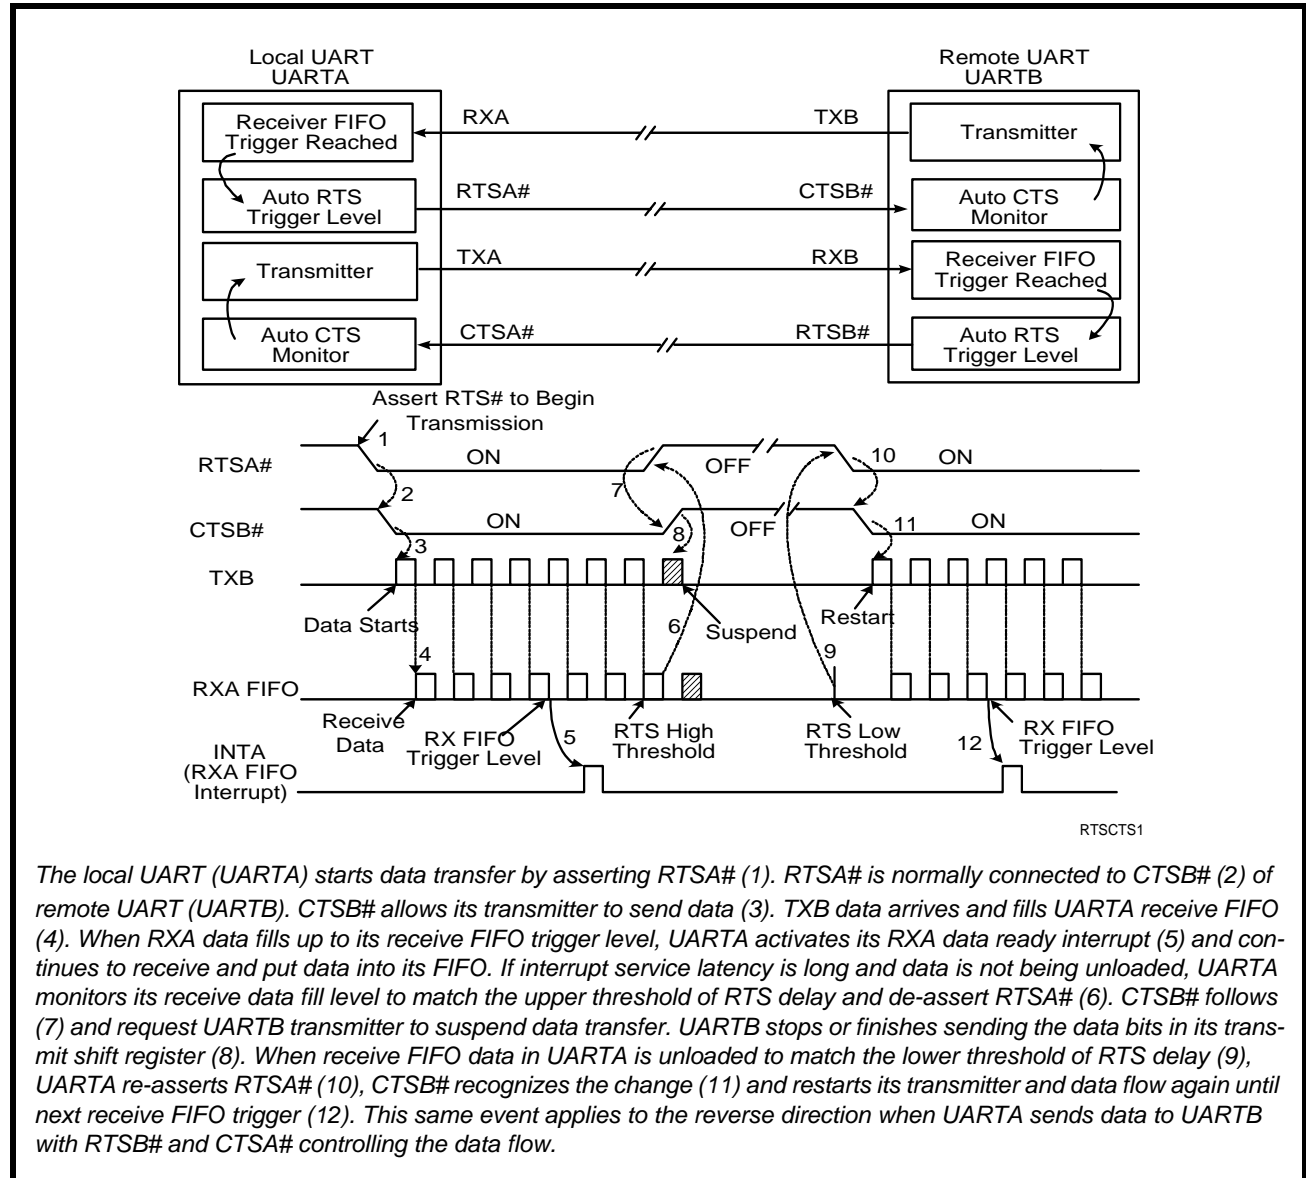 Local UART
UARTA
Remote UART
UARTB
Receiver FIFO
Trigger Reached
RXA
TXB
Transmitter
Auto RTS
Trigger Level
RTSA#
CTSB#
Auto CTS
Monitor
Transmitter
TXA
RXB
Receiver FIFO
Trigger Reached
Auto CTS
Monitor
CTSA#
RTSB#
Auto RTS
Trigger Level
Assert RTS# to Begin
Transmission
1
RTSA#
ON
7
OFF
10
ON
2
CTSB#
ON
8
OFF
11
ON
3
TXB
Data Starts
6
Suspend
Restart
4
9
RXA FIFO
Receive
Data
RX FIFO
Trigger Level
5
RTS High
Threshold
RTS Low
Threshold
12
RX FIFO
Trigger Level
INTA
(RXA FIFO
Interrupt)
RTSCTS1
The local UART (UARTA) starts data transfer by asserting RTSA# (1). RTSA# is normally connected to CTSB# (2) of
remote UART (UARTB). CTSB# allows its transmitter to send data (3). TXB data arrives and fills UARTA receive FIFO
(4). When RXA data fills up to its receive FIFO trigger level, UARTA activates its RXA data ready interrupt (5) and con-
tinues to receive and put data into its FIFO. If interrupt service latency is long and data is not being unloaded, UARTA
monitors its receive data fill level to match the upper threshold of RTS delay and de-assert RTSA# (6). CTSB# follows
(7) and request UARTB transmitter to suspend data transfer. UARTB stops or finishes sending the data bits in its trans-
mit shift register (8). When receive FIFO data in UARTA is unloaded to match the lower threshold of RTS delay (9),
UARTA re-asserts RTSA# (10), CTSB# recognizes the change (11) and restarts its transmitter and data flow again until
next receive FIFO trigger (12). This same event applies to the reverse direction when UARTA sends data to UARTB
with RTSB# and CTSA# controlling the data flow.